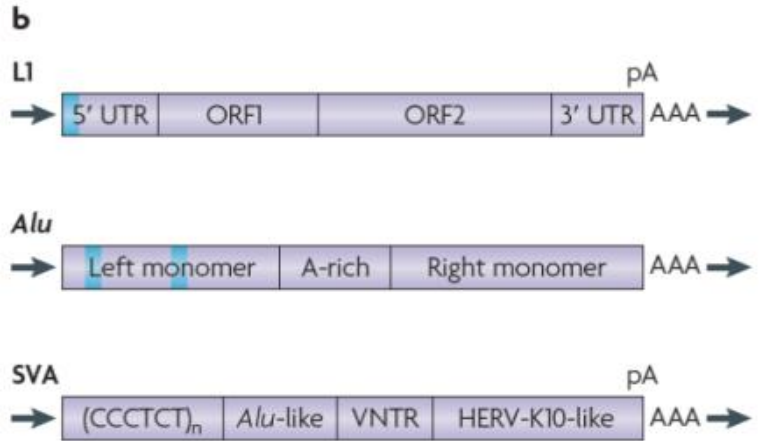 b
L1
pA
5′ UTR ORF1 ORF2 3′ UTR AAA
Alu
Left monomer A-rich Right monomer AAA
SVA
pA
(CCCTCT)n Alu-like VNTR HERV-K10-like AAA